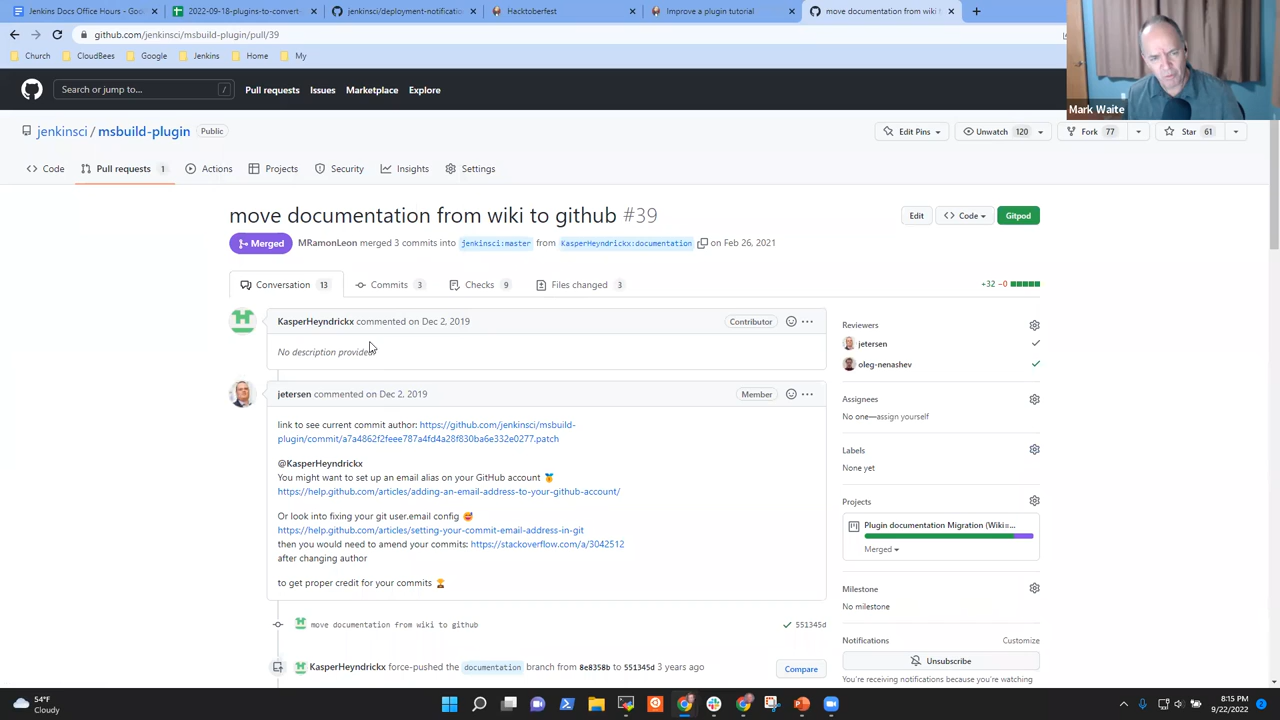 Jenkins Docs Office Hours - Goo
2022-09-18-plugins-to-convert-
jenkinsci/deployment-notificatio
Hacktoberfest
Improve a plugin tutorial
move documentation from wiki t
github.com/jenkinsci/msbuild-plugin/pull/39
Church
CloudBees
Google
Jenkins
Home
My
Mark Waite
Search or jump to...
/
Pull requests
Issues
Marketplace
Explore
jenkinsci / msbuild-plugin
Public
Edit Pins
Unwatch 120
Fork 77
Star 61
Code
Pull requests 1
Actions
Projects
Security
Insights
Settings
move documentation from wiki to github #39
Edit
Code
Gitpod
Merged
MRamonLeon merged 3 commits into jenkinsci:master from KasperHeyndrickx:documentation on Feb 26, 2021
Conversation 13
Commits 3
Checks 9
Files changed 3
+32 −0
KasperHeyndrickx commented on Dec 2, 2019
Contributor
No description provided
jetersen commented on Dec 2, 2019
Member
link to see current commit author: https://github.com/jenkinsci/msbuild-
plugin/commit/a7a4862f2feee787a4fd4a28f830ba6e332e0277.patch
@KasperHeyndrickx
You might want to set up an email alias on your GitHub account
https://help.github.com/articles/adding-an-email-address-to-your-github-account/
Or look into fixing your git user.email config
https://help.github.com/articles/setting-your-commit-email-address-in-git
then you would need to amend your commits: https://stackoverflow.com/a/3042512
after changing author
to get proper credit for your commits
move documentation from wiki to github
551345d
KasperHeyndrickx force-pushed the documentation branch from 8e8358b to 551345d 3 years ago
Compare
Reviewers
jetersen
oleg-nenashev
Assignees
No one—assign yourself
Labels
None yet
Projects
Plugin documentation Migration (Wiki=...
Merged
Milestone
No milestone
Notifications
Customize
Unsubscribe
You're receiving notifications because you're watching
54°F
Cloudy
8:15 PM
9/22/2022
2